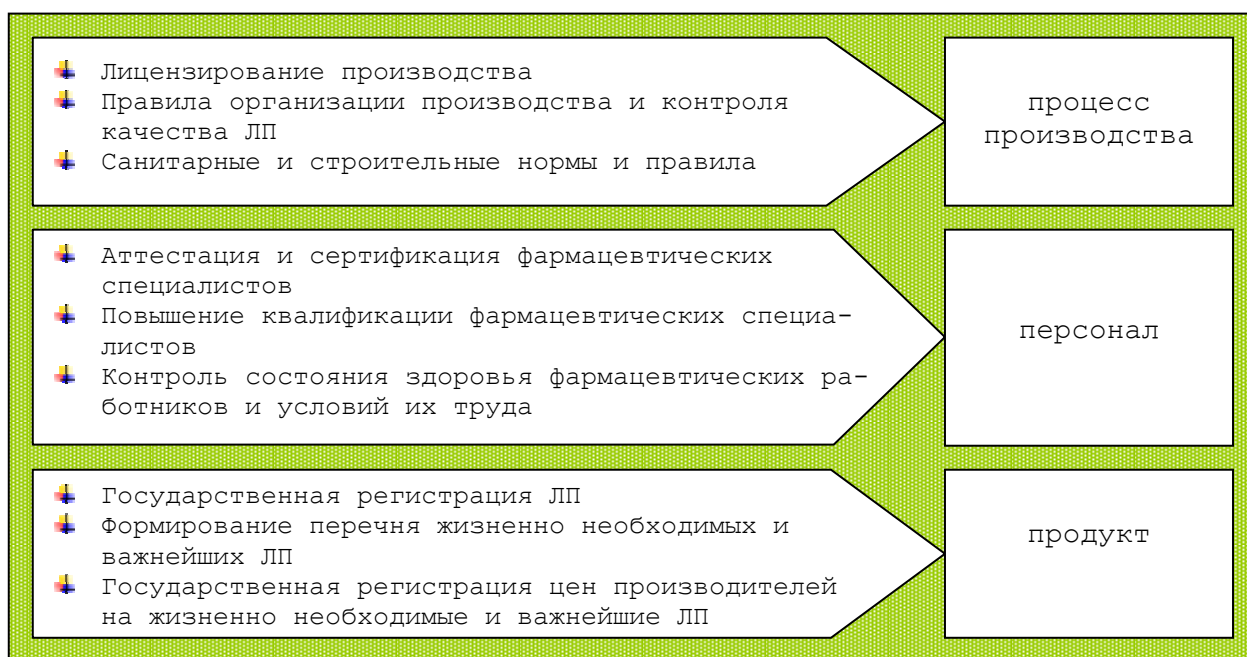 Лицензирование производства
Правила организации производства и контроля
качества ЛП
Санитарные и строительные нормы и правила
процесс
производства
Аттестация и сертификация фармацевтических
специалистов
Повышение квалификации фармацевтических специа-
листов
Контроль состояния здоровья фармацевтических ра-
ботников и условий их труда
персонал
Государственная регистрация ЛП
Формирование перечня жизненно необходимых и
важнейших ЛП
Государственная регистрация цен производителей
на жизненно необходимые и важнейшие ЛП
продукт